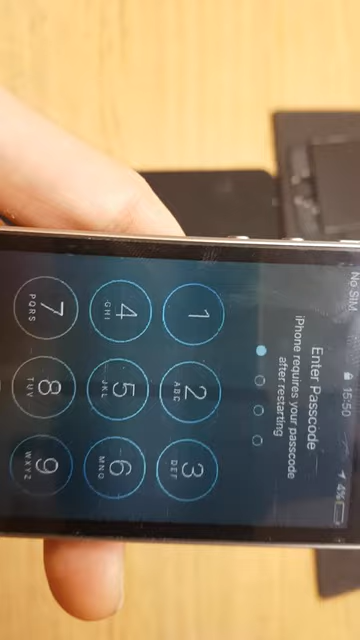 No SIM 15:50 4%
Enter Passcode
iPhone requires your passcode
after restarting
1 2 3
ABC DEF
4 5 6
GHI JKL MNO
7 8 9
PQRS TUV WXYZ